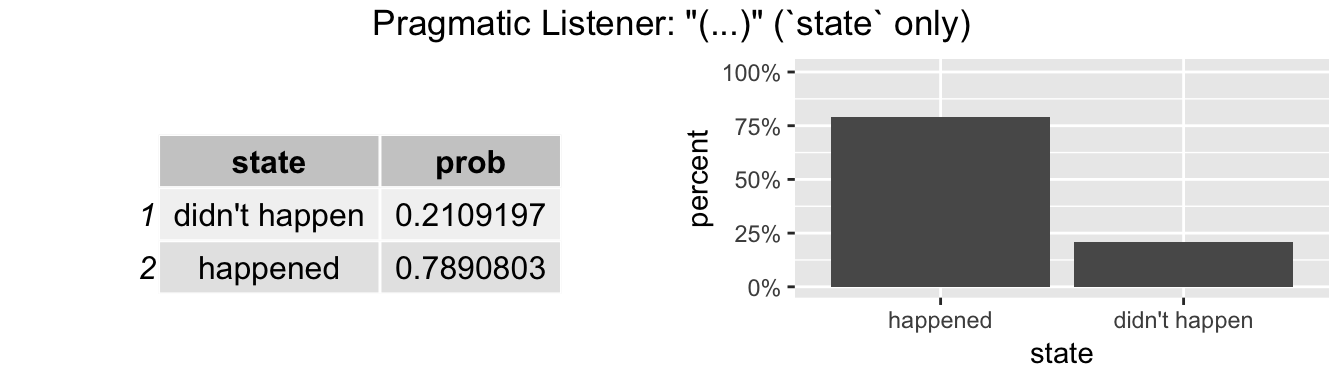 Pragmatic Listener: "(...)" (`state` only)
state prob
1 didn't happen 0.2109197
2 happened 0.7890803
percent
100%
75%
50%
25%
0%
happened didn't happen
state